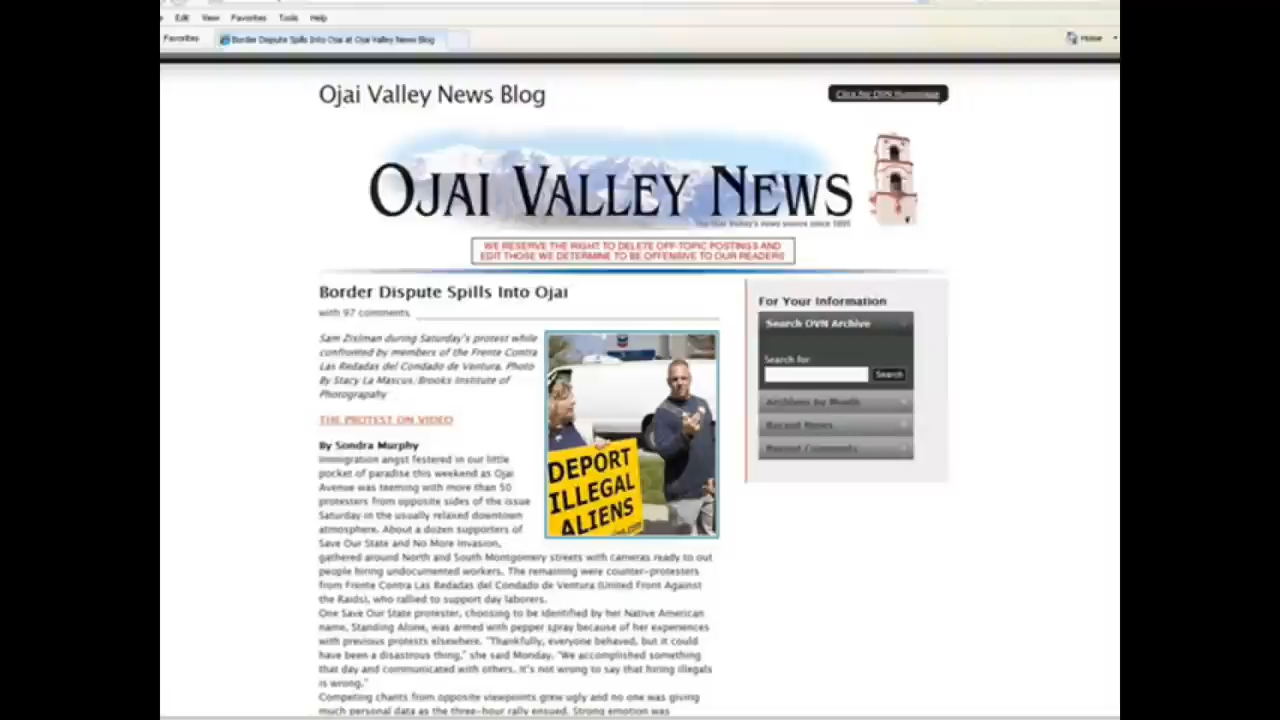 Edit View Favorites Tools Help
Favorites Border Dispute Spills Into Ojai at Ojai Valley News Blog Home
Ojai Valley News Blog
Click for OVN Homepage
OJAI VALLEY NEWS
The Ojai Valley's news source since 1891
WE RESERVE THE RIGHT TO DELETE OFF-TOPIC POSTINGS AND
EDIT THOSE WE DETERMINE TO BE OFFENSIVE TO OUR READERS
Border Dispute Spills Into Ojai
with 97 comments
Sam Zislman during Saturday's protest while
confronted by members of the Frente Contra
Las Redadas del Condado de Ventura. Photo
By Stacy La Mascus/Brooks Institute of
Photograpahy
THE PROTEST ON VIDEO
By Sondra Murphy
Immigration angst festered in our little
pocket of paradise this weekend as Ojai
Avenue was teeming with more than 50
protesters from opposite sides of the issue
Saturday in the usually relaxed downtown
atmosphere. About a dozen supporters of
Save Our State and No More Invasion,
gathered around North and South Montgomery streets with cameras ready to out
people hiring undocumented workers. The remaining were counter-protesters
from Frente Contra Las Redadas del Condado de Ventura (United Front Against
the Raids), who rallied to support day laborers.
One Save Our State protester, choosing to be identified by her Native American
name, Standing Alone, was armed with pepper spray because of her experiences
with previous protests elsewhere. "Thankfully, everyone behaved, but it could
have been a disastrous thing," she said Monday. "We accomplished something
that day and communicated with others. It's not wrong to say that hiring illegals
is wrong."
Competing chants from opposite viewpoints grew ugly and no one was giving
much personal data as the three-hour rally ensued. Strong emotion was
DEPORT
ILLEGAL
ALIENS
For Your Information
Search OVN Archive
Search for:
Search
Archives by Month
Recent News
Recent Comments